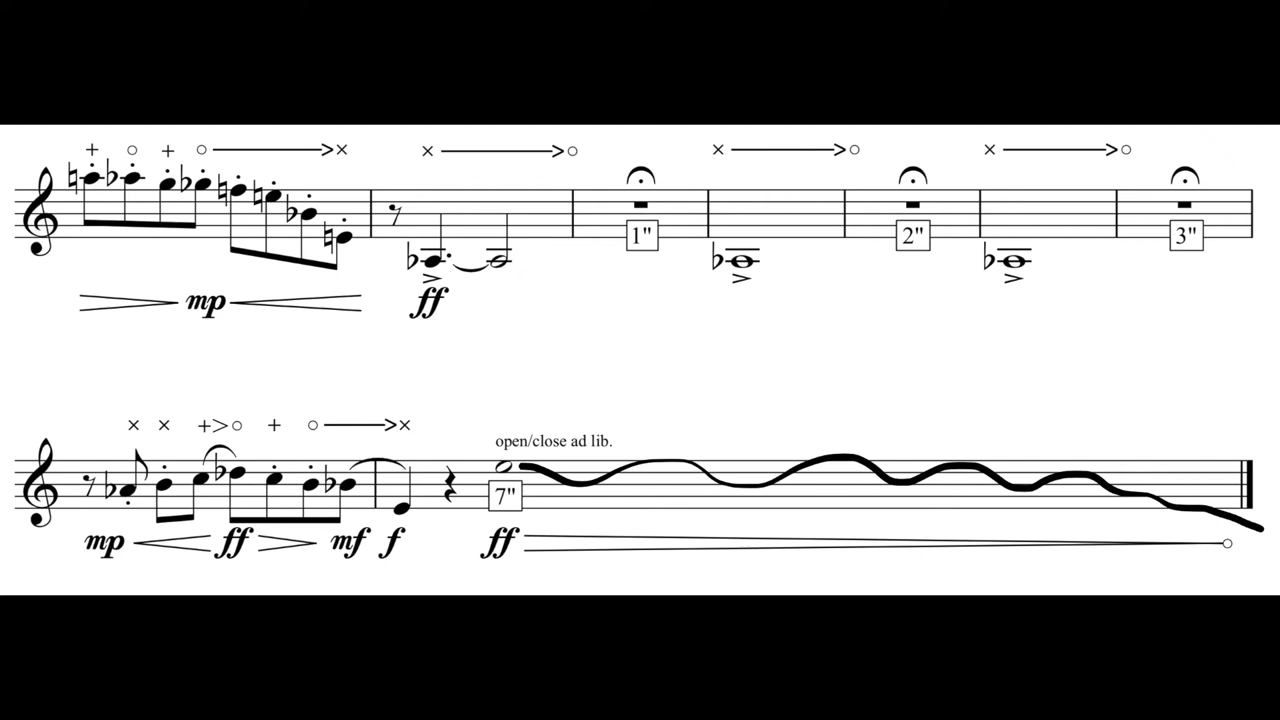 mp ff
1" 2" 3"
open/close ad lib.
7"
mp ff mf f ff